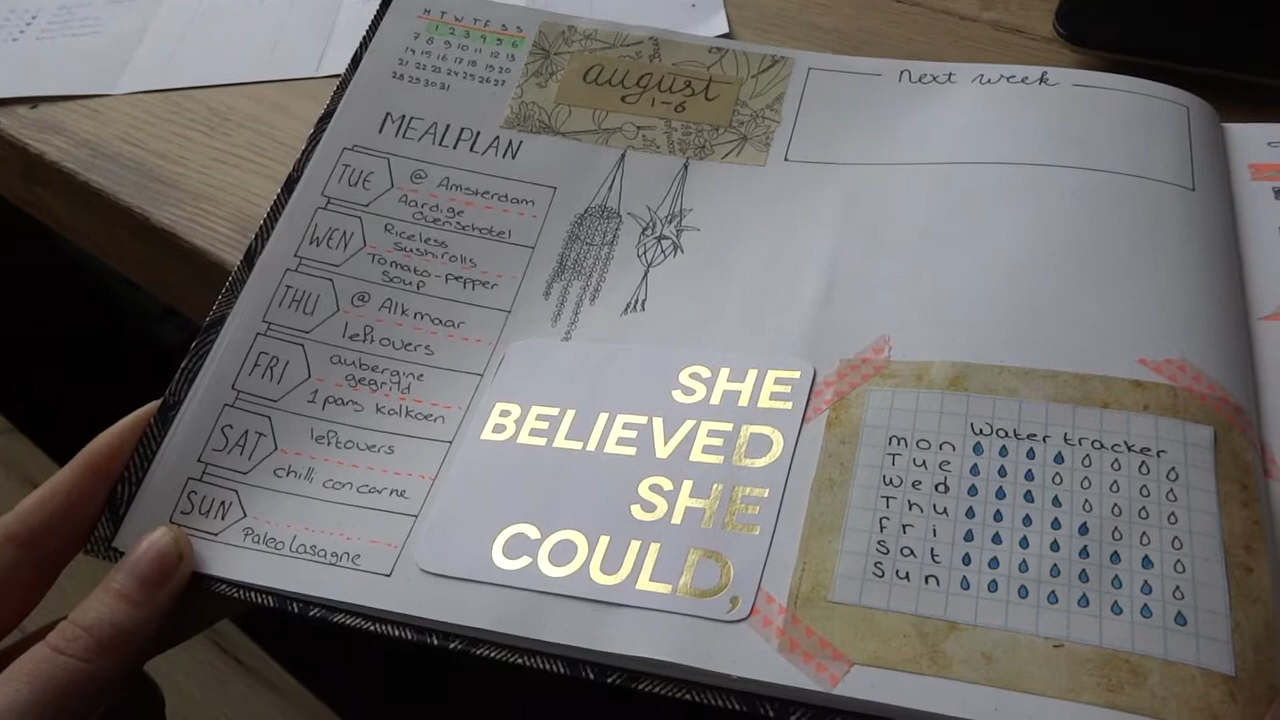 M T W T F S S
1 2 3 4 5 6
7 8 9 10 11 12 13
14 15 16 17 18 19 20
21 22 23 24 25 26 27
28 29 30 31
august
1-6
next week
MEALPLAN
TUE
@ Amsterdam
Aardige
ovenschotel
WEN
Riceless
sushirolls
Tomato-pepper
soup
THU
@ Alkmaar
leftovers
FRI
aubergine
gegrild
1 pans kalkoen
SAT
leftovers
chilli con carne
SUN
Paleo lasagne
SHE
BELIEVED
SHE
COULD,
Water tracker
mon
Tue
Wed
Thu
Fri
Sat
Sun